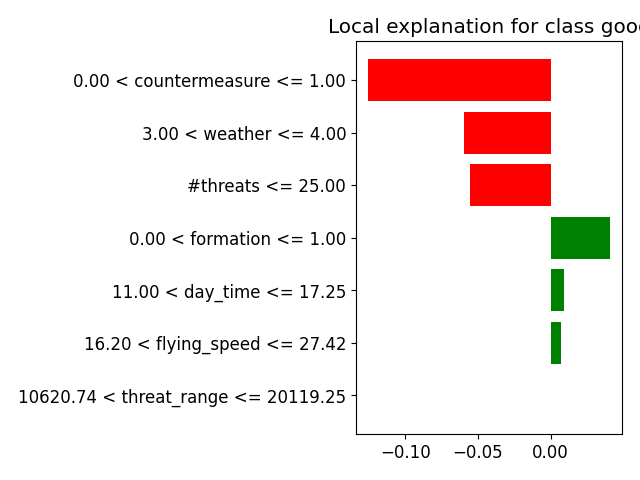 Local explanation for class good
0.00 < countermeasure <= 1.00
3.00 < weather <= 4.00
#threats <= 25.00
0.00 < formation <= 1.00
11.00 < day_time <= 17.25
16.20 < flying_speed <= 27.42
10620.74 < threat_range <= 20119.25
−0.10 −0.05 0.00